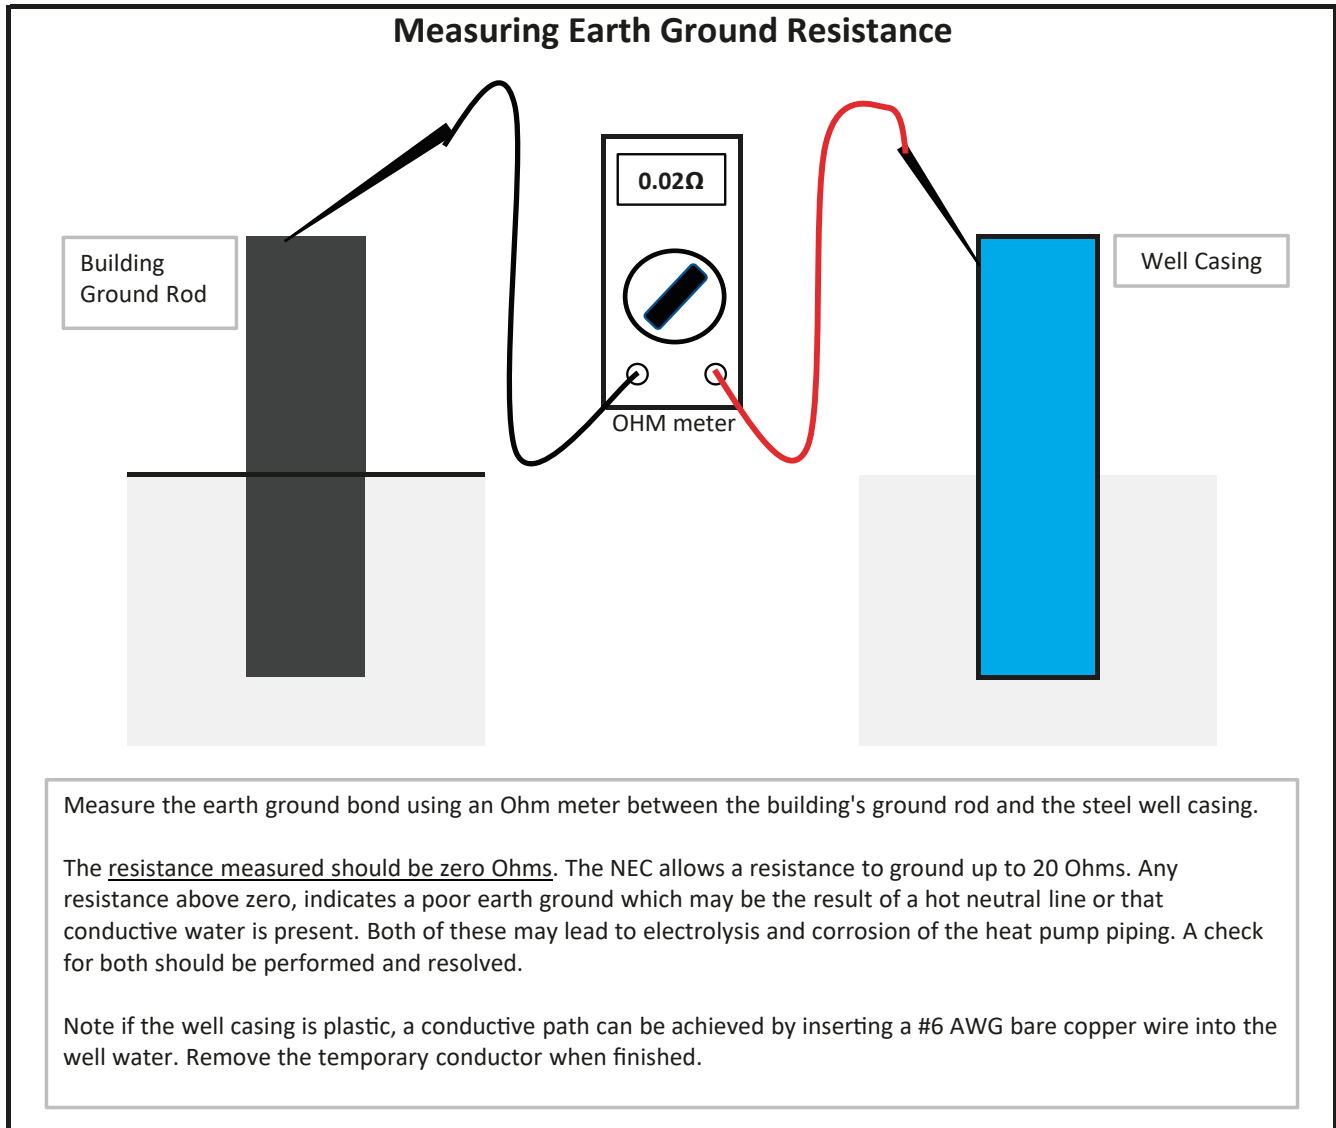 Measuring Earth Ground Resistance
0.02Ω
Building
Ground Rod
Well Casing
OHM meter
Measure the earth ground bond using an Ohm meter between the building's ground rod and the steel well casing.
The resistance measured should be zero Ohms. The NEC allows a resistance to ground up to 20 Ohms. Any
resistance above zero, indicates a poor earth ground which may be the result of a hot neutral line or that
conductive water is present. Both of these may lead to electrolysis and corrosion of the heat pump piping. A check
for both should be performed and resolved.
Note if the well casing is plastic, a conductive path can be achieved by inserting a #6 AWG bare copper wire into the
well water. Remove the temporary conductor when finished.